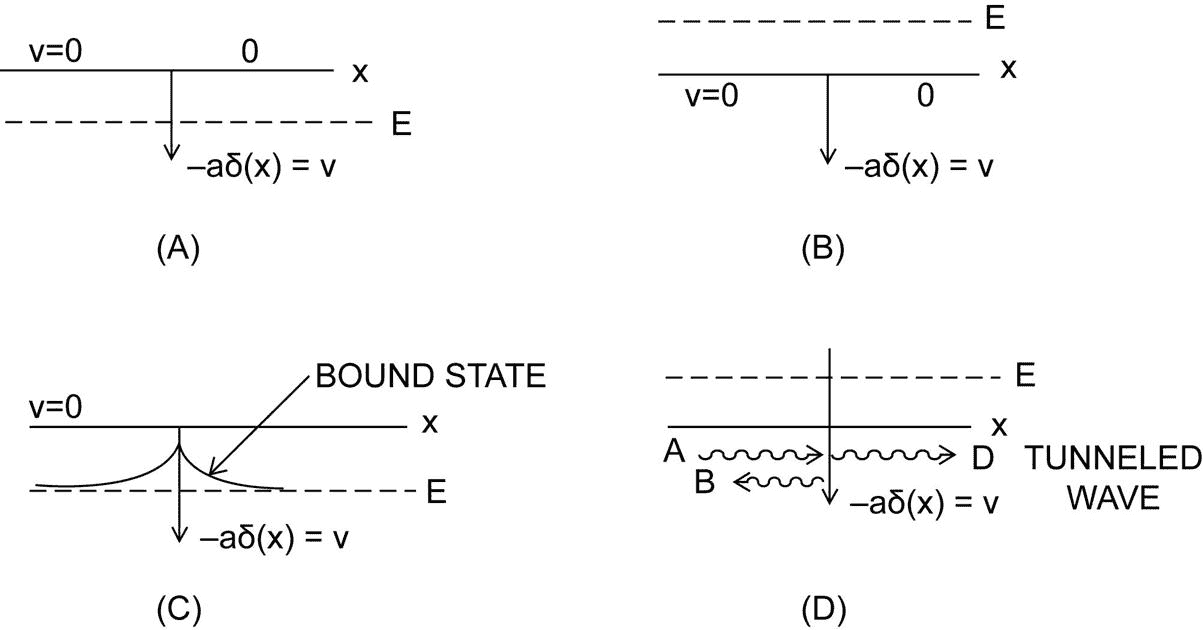 v=0 0 x
E
–aδ(x) = v
(A)
E
x
v=0 0
–aδ(x) = v
(B)
BOUND STATE
v=0
x
E
–aδ(x) = v
(C)
E
x
A D TUNNELED
B WAVE
–aδ(x) = v
(D)